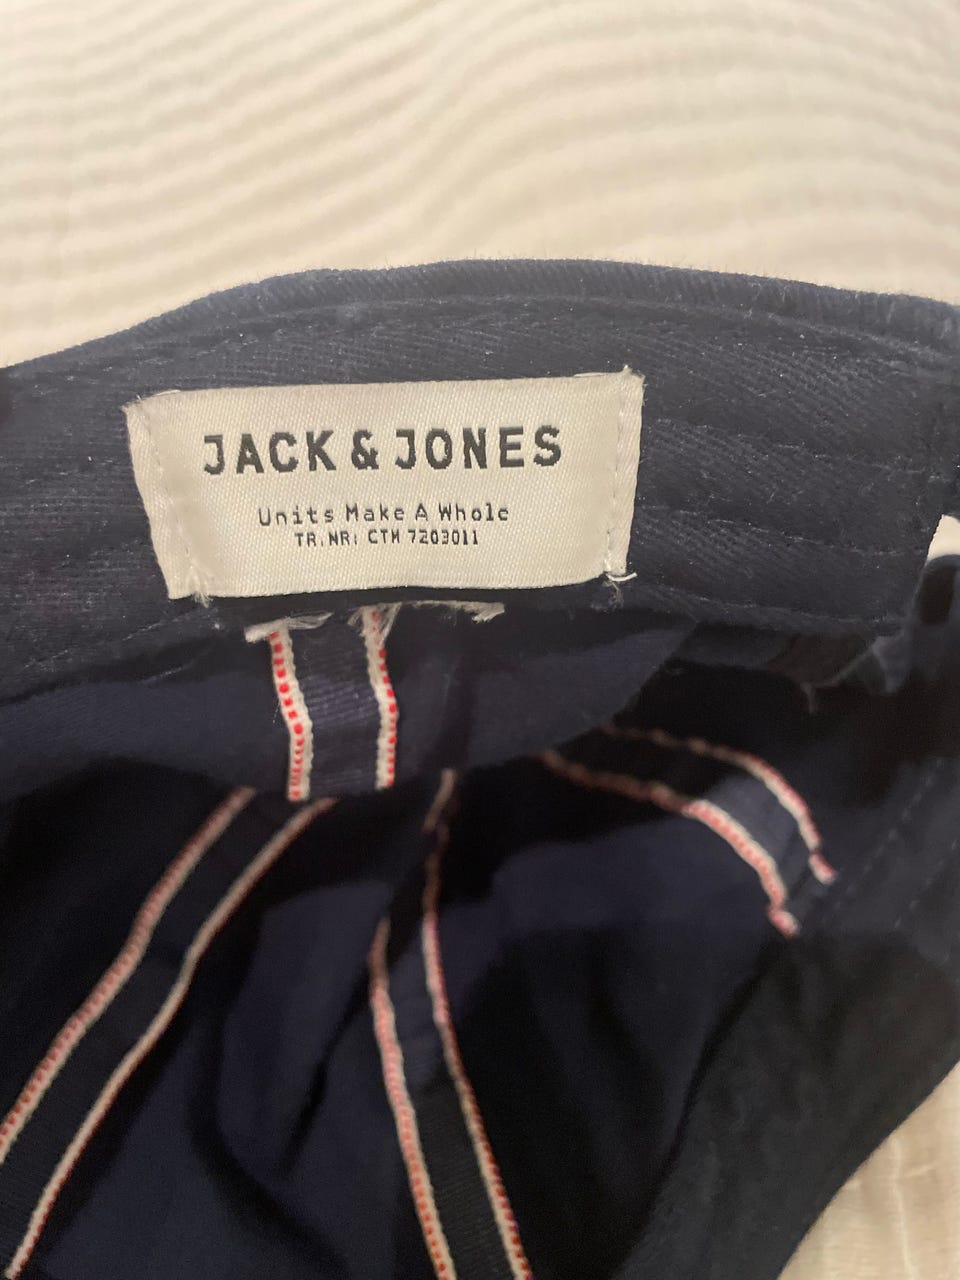 JACK & JONES
Units Make A Whole
TR.NR: CTM 7203011